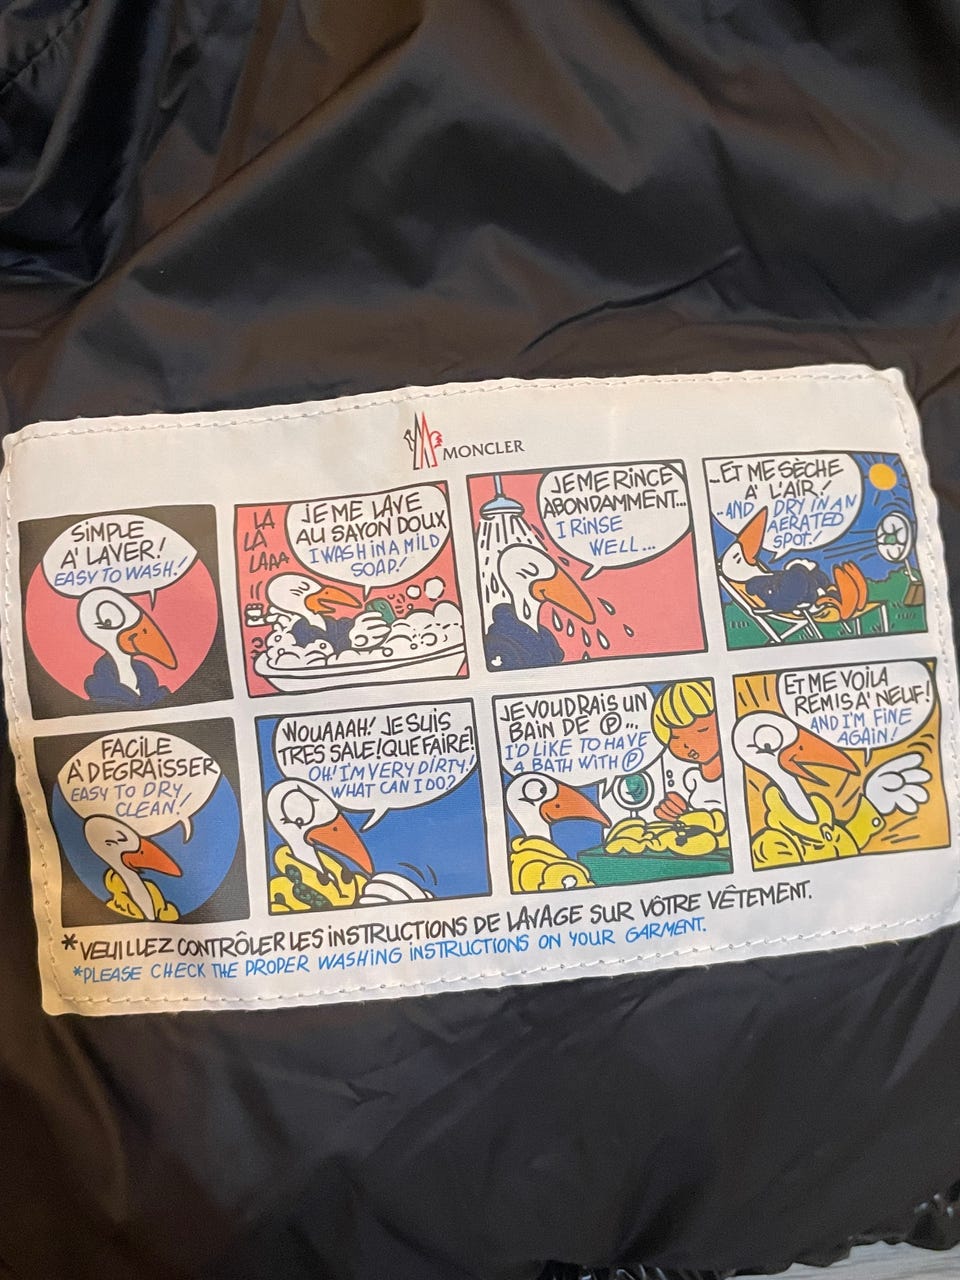 MONCLER
SIMPLE
A' LAVER!
EASY TO WASH!
LA
LA
LAAA
JE ME LAVE
AU SAVON DOUX
I WASH IN A MILD
SOAP!
JE ME RINCE
ABONDAMMENT...
I RINSE
WELL...
..ET ME SÈCHE
A' L'AIR!
..AND I DRY IN AN
AERATED
SPOT!
FACILE
A' DÉGRAISSER
EASY TO DRY
CLEAN!
WOUAAAH! JE SUIS
TRES SALE! QUE FAIRE?!
OH! I'M VERY DIRTY!
WHAT CAN I DO?
JE VOUDRAIS UN
BAIN DE Ⓟ...
I'D LIKE TO HAVE
A BATH WITH Ⓟ
ET ME VOILA
REMIS A' NEUF!
AND I'M FINE
AGAIN!
*VEUILLEZ CONTRÔLER LES INSTRUCTIONS DE LAVAGE SUR VÔTRE VÊTEMENT.
*PLEASE CHECK THE PROPER WASHING INSTRUCTIONS ON YOUR GARMENT.